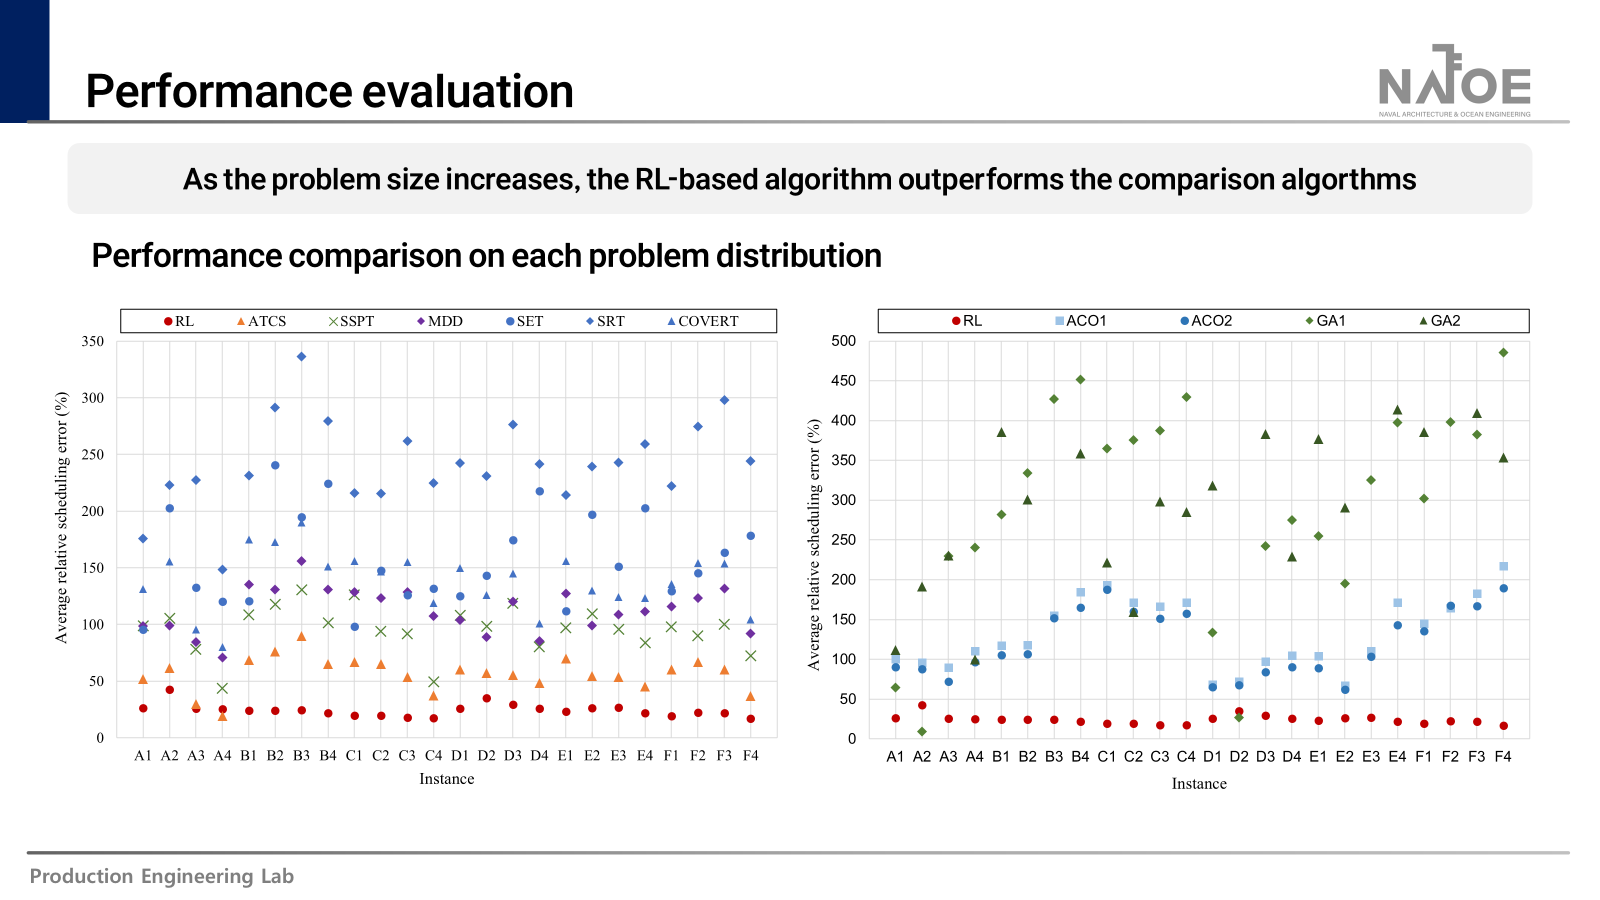 Performance evaluation
NAOE
NAVAL ARCHITECTURE & OCEAN ENGINEERING
As the problem size increases, the RL-based algorithm outperforms the comparison algorthms
Performance comparison on each problem distribution
RL ATCS SSPT MDD SET SRT COVERT
350
300
250
200
150
100
50
0
Average relative scheduling error (%)
A1 A2 A3 A4 B1 B2 B3 B4 C1 C2 C3 C4 D1 D2 D3 D4 E1 E2 E3 E4 F1 F2 F3 F4
Instance
RL ACO1 ACO2 GA1 GA2
500
450
400
350
300
250
200
150
100
50
0
Average relative scheduling error (%)
A1 A2 A3 A4 B1 B2 B3 B4 C1 C2 C3 C4 D1 D2 D3 D4 E1 E2 E3 E4 F1 F2 F3 F4
Instance
Production Engineering Lab